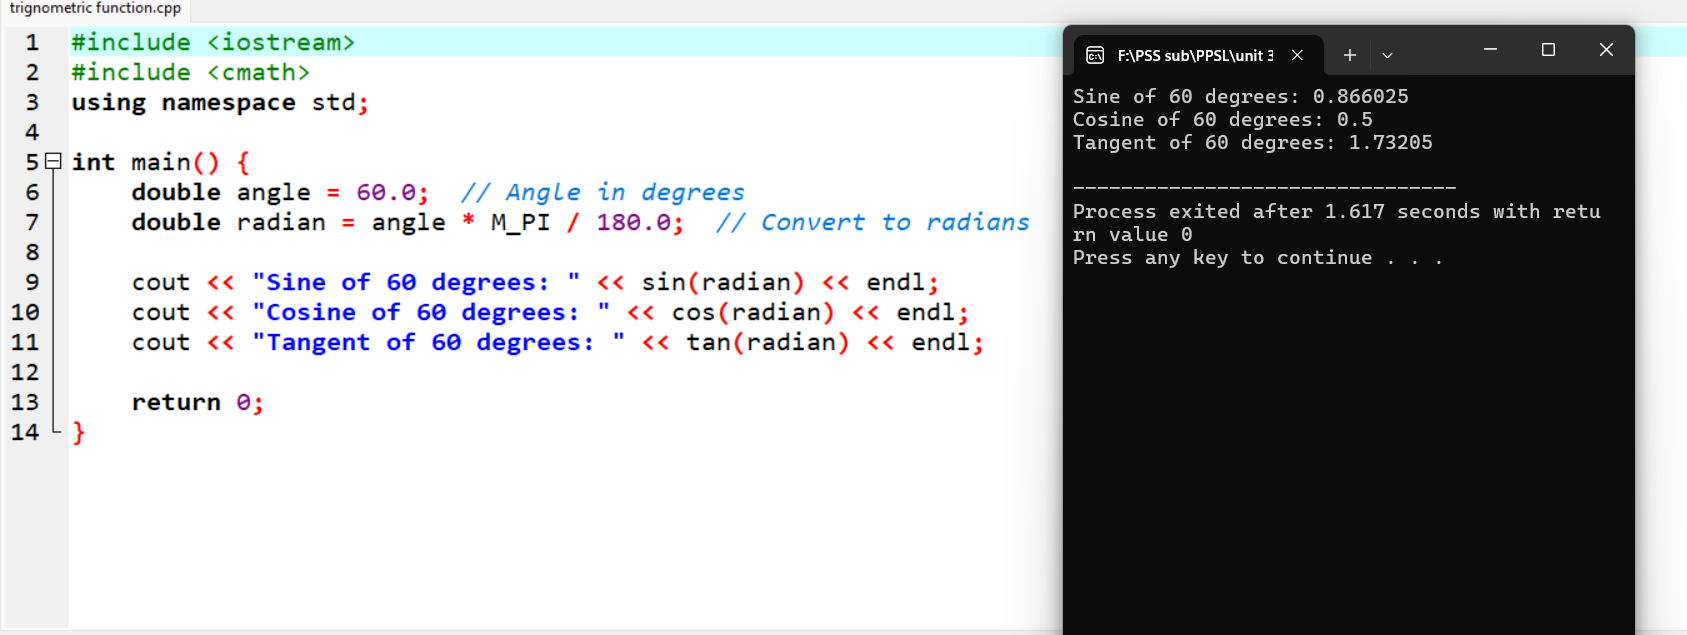 trignometric function.cpp
1 #include <iostream>
2 #include <cmath>
3 using namespace std;
4
5 int main() {
6 double angle = 60.0; // Angle in degrees
7 double radian = angle * M_PI / 180.0; // Convert to radians
8
9 cout << "Sine of 60 degrees: " << sin(radian) << endl;
10 cout << "Cosine of 60 degrees: " << cos(radian) << endl;
11 cout << "Tangent of 60 degrees: " << tan(radian) << endl;
12
13 return 0;
14 }
F:\PSS sub\PPSL\unit 3
Sine of 60 degrees: 0.866025
Cosine of 60 degrees: 0.5
Tangent of 60 degrees: 1.73205
--------------------------------
Process exited after 1.617 seconds with retu
rn value 0
Press any key to continue . . .